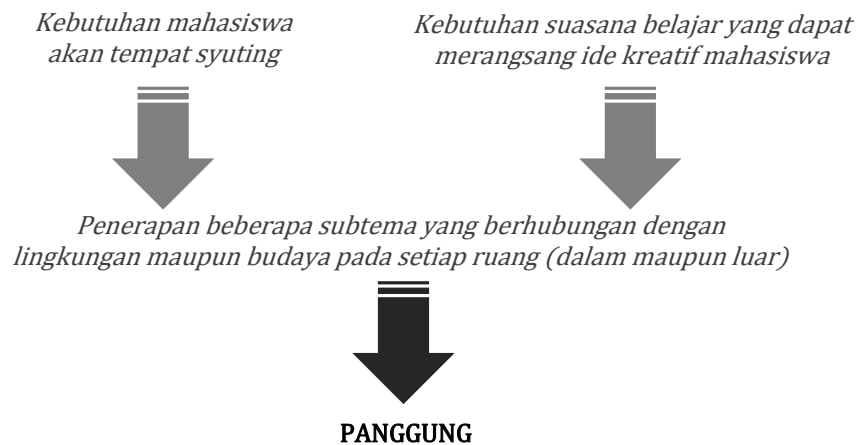 Kebutuhan mahasiswa
akan tempat syuting
Kebutuhan suasana belajar yang dapat
merangsang ide kreatif mahasiswa
Penerapan beberapa subtema yang berhubungan dengan
lingkungan maupun budaya pada setiap ruang (dalam maupun luar)
PANGGUNG